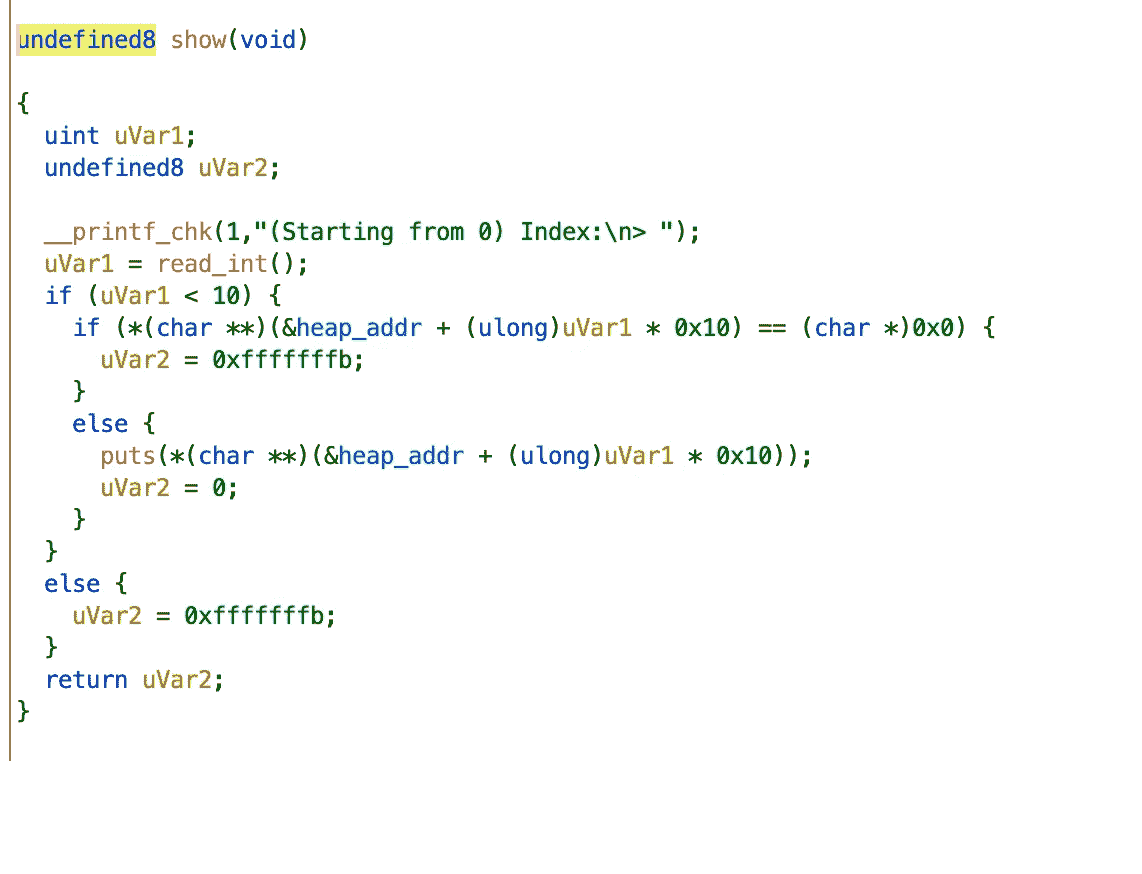 undefined8 show(void)
{
uint uVar1;
undefined8 uVar2;
__printf_chk(1,"(Starting from 0) Index:\n> ");
uVar1 = read_int();
if (uVar1 < 10) {
if (*(char **)(&heap_addr + (ulong)uVar1 * 0x10) == (char *)0x0) {
uVar2 = 0xfffffffb;
}
else {
puts(*(char **)(&heap_addr + (ulong)uVar1 * 0x10));
uVar2 = 0;
}
}
else {
uVar2 = 0xfffffffb;
}
return uVar2;
}